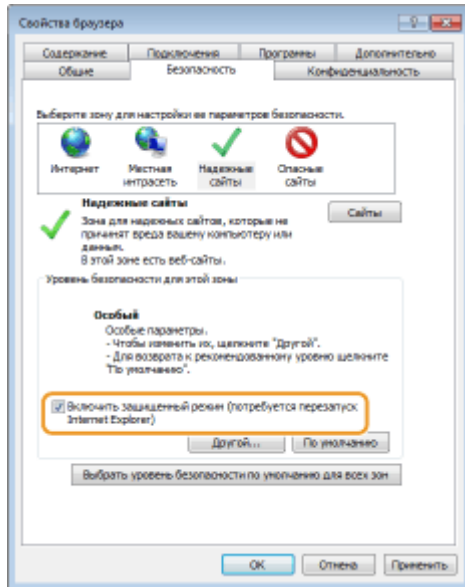 Свойства браузера
Содержание Подключения Программы Дополнительно
Общие Безопасность Конфиденциальность
Выберите зону для настройки ее параметров безопасности.
Интернет Местная интрасеть Надежные сайты Опасные сайты
Надежные сайты
Сайты
Зона для надежных сайтов, которые не
причинят вреда вашему компьютеру или
данным.
В этой зоне есть веб-сайты.
Уровень безопасности для этой зоны
Особый
Особые параметры.
- Чтобы изменить их, щелкните "Другой".
- Для возврата к рекомендованному уровню щелкните
"По умолчанию".
Включить защищенный режим (потребуется перезапуск
Internet Explorer)
Другой... По умолчанию
Выбрать уровень безопасности по умолчанию для всех зон
OK Отмена Применить